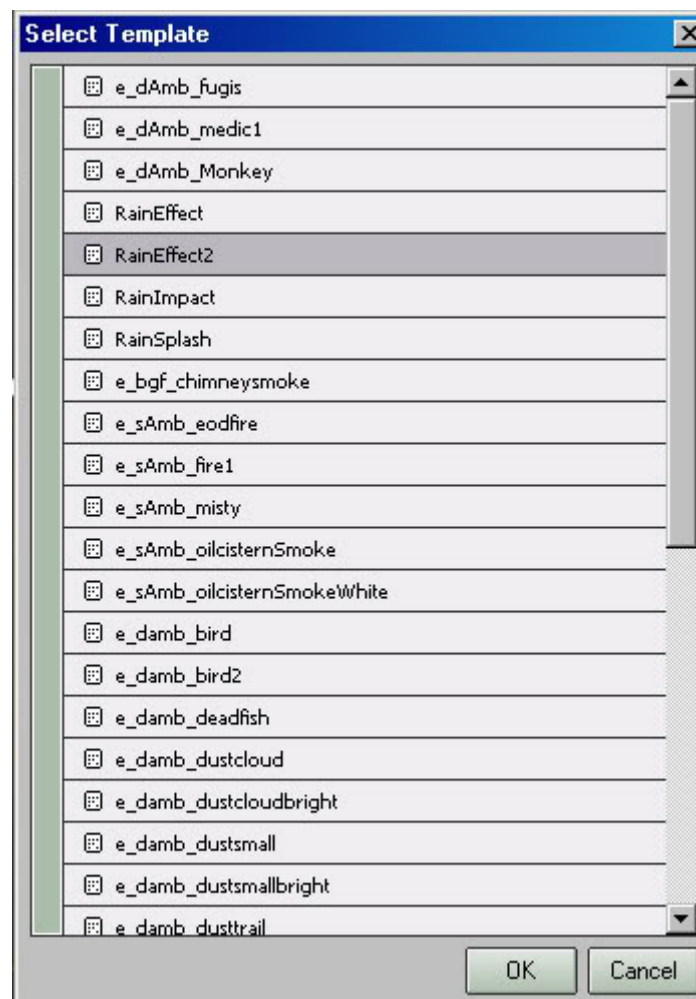 Select Template
e_dAmb_fugis
e_dAmb_medic1
e_dAmb_Monkey
RainEffect
RainEffect2
RainImpact
RainSplash
e_bgf_chimneysmoke
e_sAmb_eodfire
e_sAmb_fire1
e_sAmb_misty
e_sAmb_oilcisternSmoke
e_sAmb_oilcisternSmokeWhite
e_damb_bird
e_damb_bird2
e_damb_deadfish
e_damb_dustcloud
e_damb_dustcloudbright
e_damb_dustsmall
e_damb_dustsmallbright
e_damb_dusttrail
OK Cancel